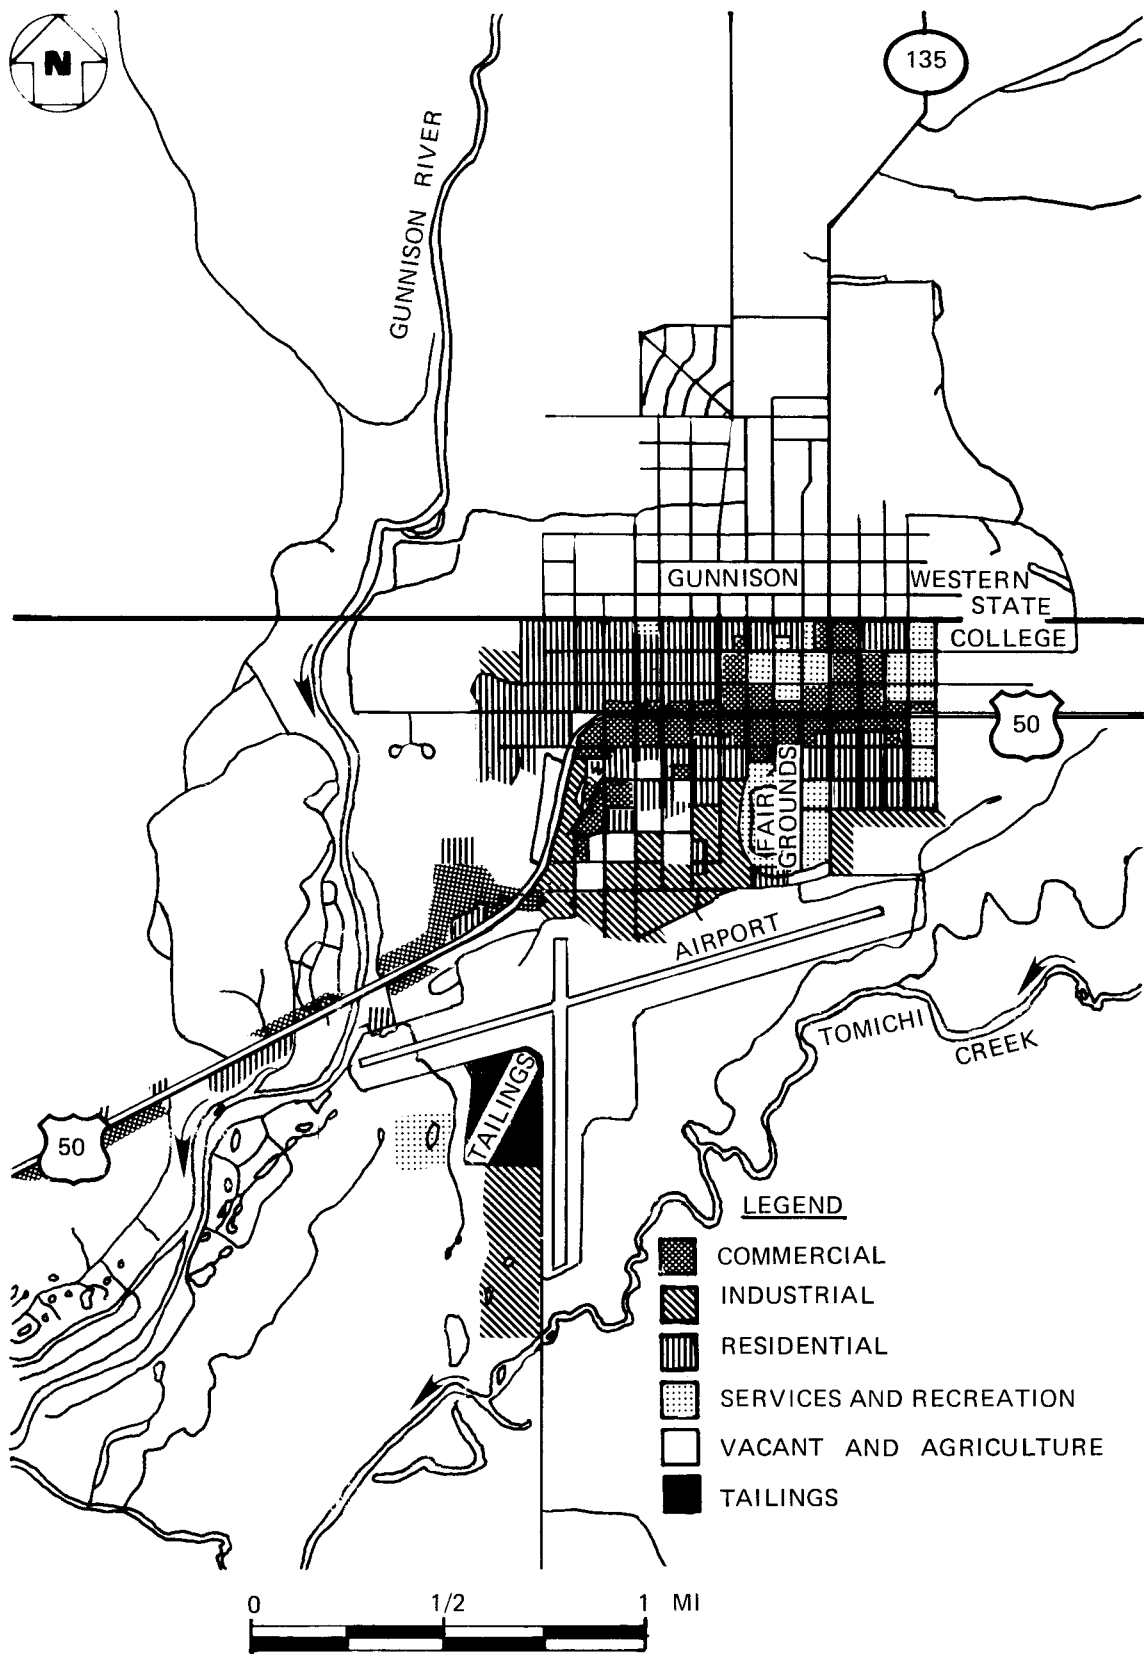 N
135
GUNNISON RIVER
GUNNISON
WESTERN
STATE
COLLEGE
50
FAIR
GROUNDS
AIRPORT
TOMICHI
CREEK
TAILINGS
50
LEGEND
COMMERCIAL
INDUSTRIAL
RESIDENTIAL
SERVICES AND RECREATION
VACANT AND AGRICULTURE
TAILINGS
0 1/2 1 MI